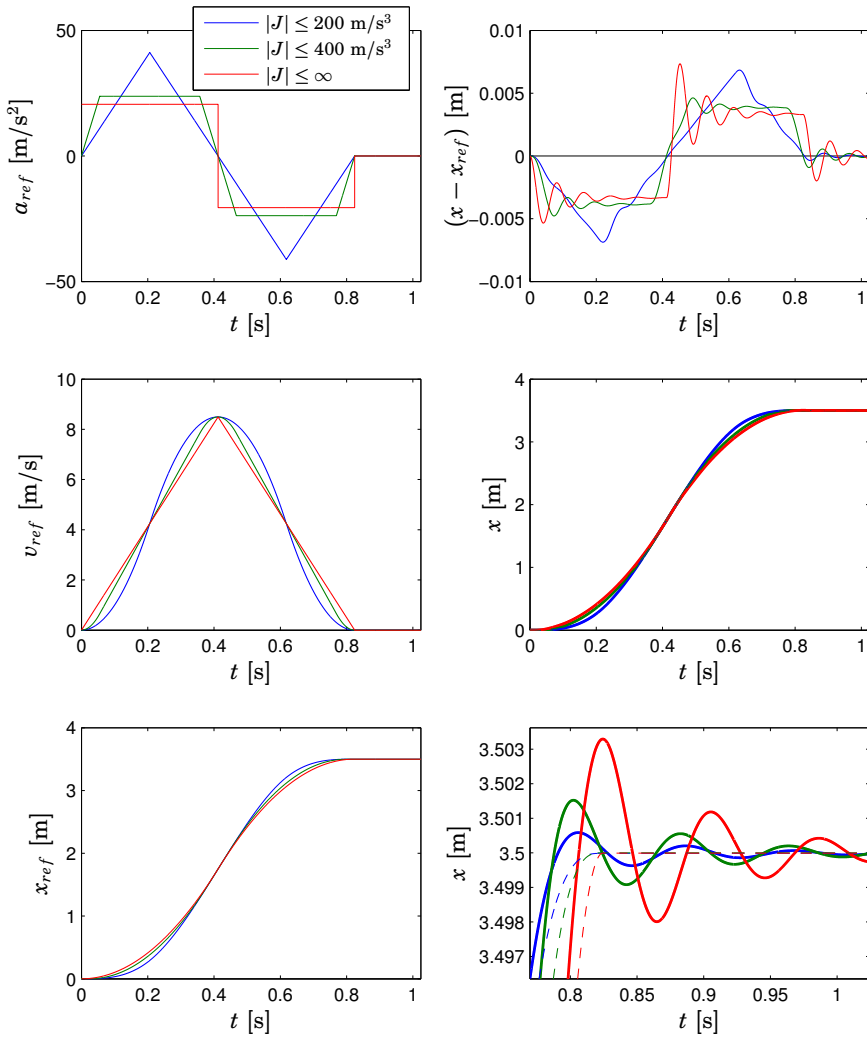 |J| ≤ 200 m/s³
|J| ≤ 400 m/s³
|J| ≤ ∞
50
0
−50
a_ref [m/s²]
0 0.2 0.4 0.6 0.8 1
t [s]
0.01
0.005
0
−0.005
−0.01
(x − x_ref) [m]
0 0.2 0.4 0.6 0.8 1
t [s]
10
8
6
4
2
0
v_ref [m/s]
0 0.2 0.4 0.6 0.8 1
t [s]
4
3
2
1
0
x [m]
0 0.2 0.4 0.6 0.8 1
t [s]
4
3
2
1
0
x_ref [m]
0 0.2 0.4 0.6 0.8 1
t [s]
3.503
3.502
3.501
3.5
3.499
3.498
3.497
x [m]
0.8 0.85 0.9 0.95 1
t [s]